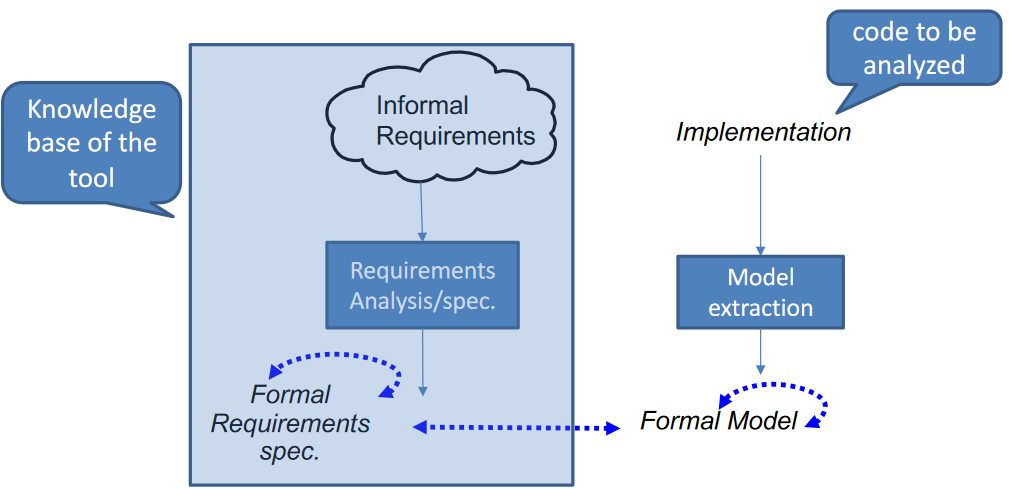 code to be
analyzed
Knowledge
base of the
tool
Informal
Requirements
Implementation
Requirements
Analysis/spec.
Model
extraction
Formal
Requirements
spec.
Formal Model